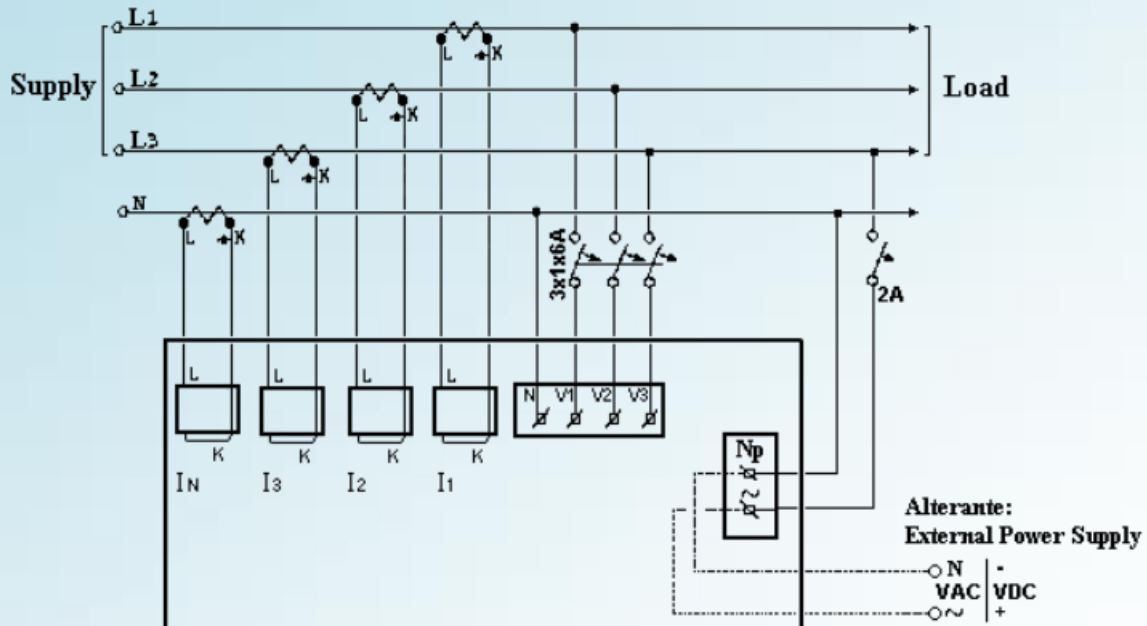 L1
L K
L2
Supply
Load
L K
L3
L K
N
L K
3x1x6A
2A
L L L L
N V1 V2 V3
K K K K
IN I3 I2 I1
Np
~
Alterante:
External Power Supply
N -
VAC VDC
~ +